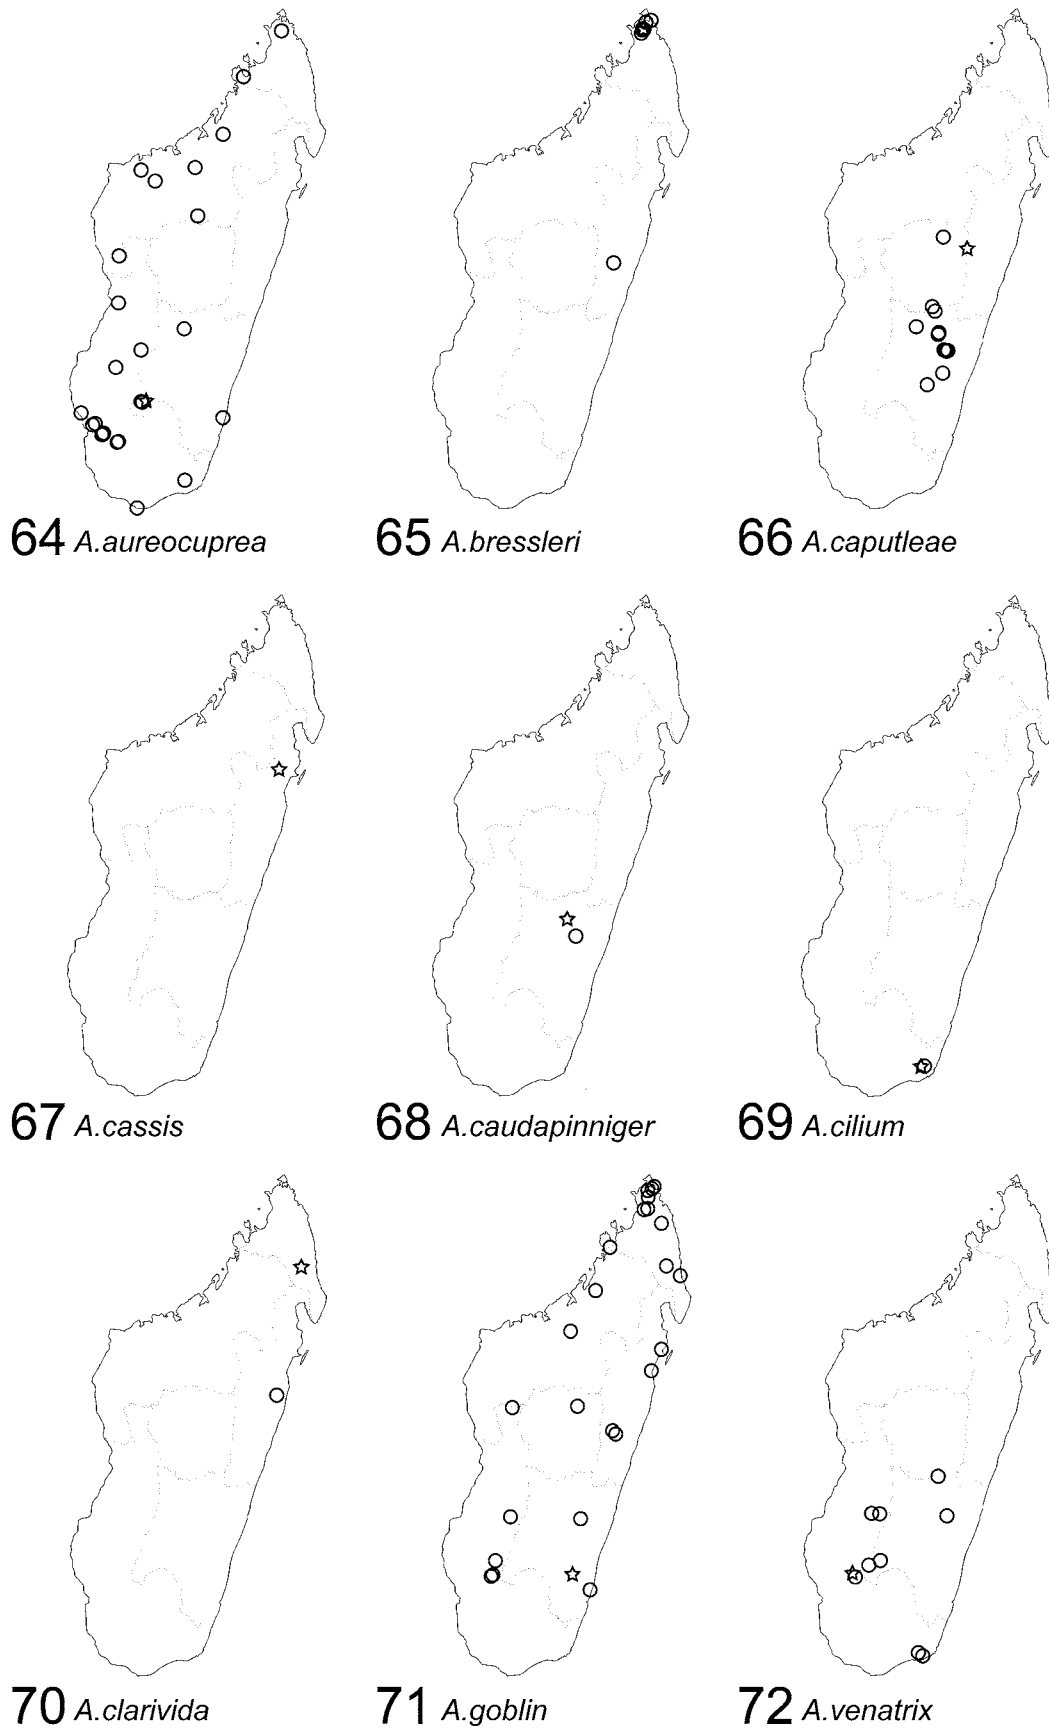 64 A.aureocuprea
65 A.bressleri
66 A.caputleae
67 A.cassis
68 A.caudapinniger
69 A.cilium
70 A.clarivida
71 A.goblin
72 A.venatrix